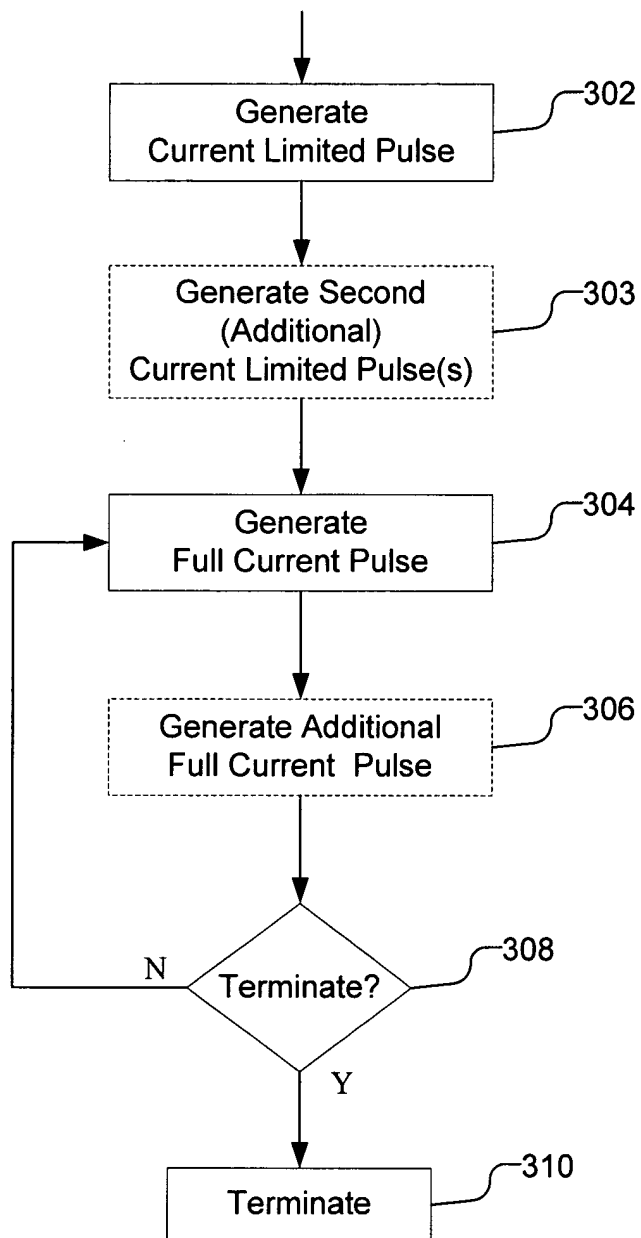 302
Generate
Current Limited Pulse
303
Generate Second
(Additional)
Current Limited Pulse(s)
304
Generate
Full Current Pulse
306
Generate Additional
Full Current Pulse
308
N
Terminate?
Y
310
Terminate